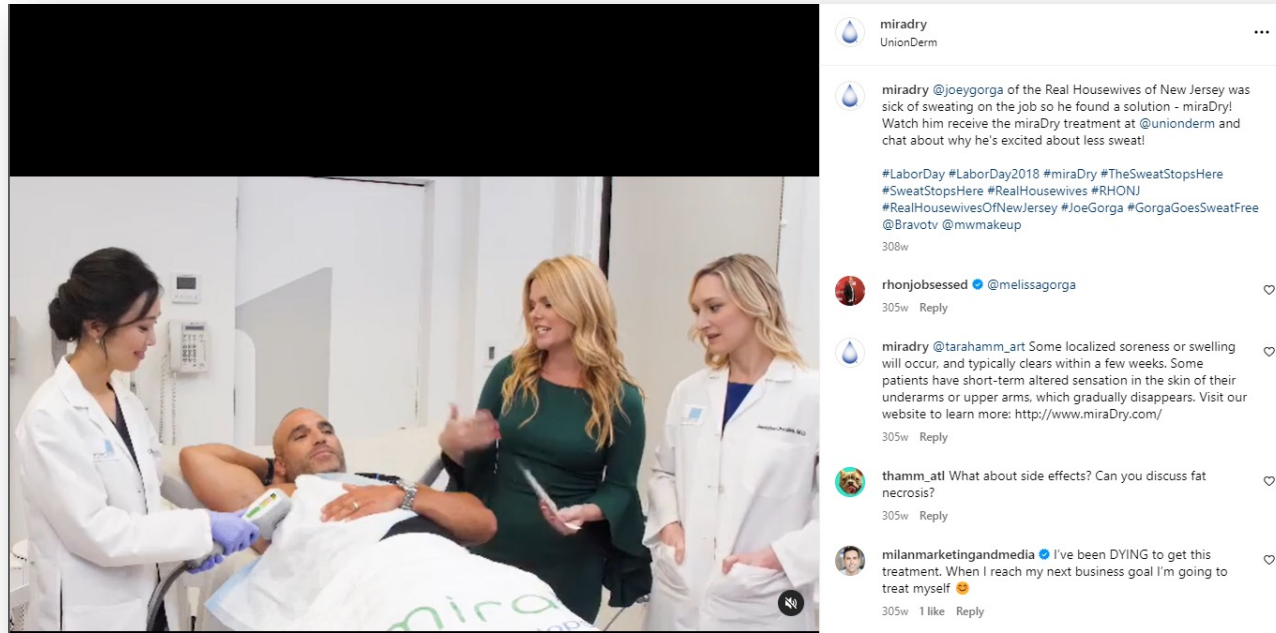 miradry
UnionDerm
miradry @joeygorga of the Real Housewives of New Jersey was
sick of sweating on the job so he found a solution - miraDry!
Watch him receive the miraDry treatment at @unionderm and
chat about why he's excited about less sweat!
#LaborDay #LaborDay2018 #miraDry #TheSweatStopsHere
#SweatStopsHere #RealHousewives #RHONJ
#RealHousewivesOfNewJersey #JoeGorga #GorgaGoesSweatFree
@Bravotv @mwmakeup
308w
rhonjobsessed @melissagorga
305w Reply
miradry @tarahamm_art Some localized soreness or swelling
will occur, and typically clears within a few weeks. Some
patients have short-term altered sensation in the skin of their
underarms or upper arms, which gradually disappears. Visit our
website to learn more: http://www.miraDry.com/
305w Reply
thamm_atl What about side effects? Can you discuss fat
necrosis?
305w Reply
milanmarketingandmedia I've been DYING to get this
treatment. When I reach my next business goal I'm going to
treat myself 😊
305w 1 like Reply
mira